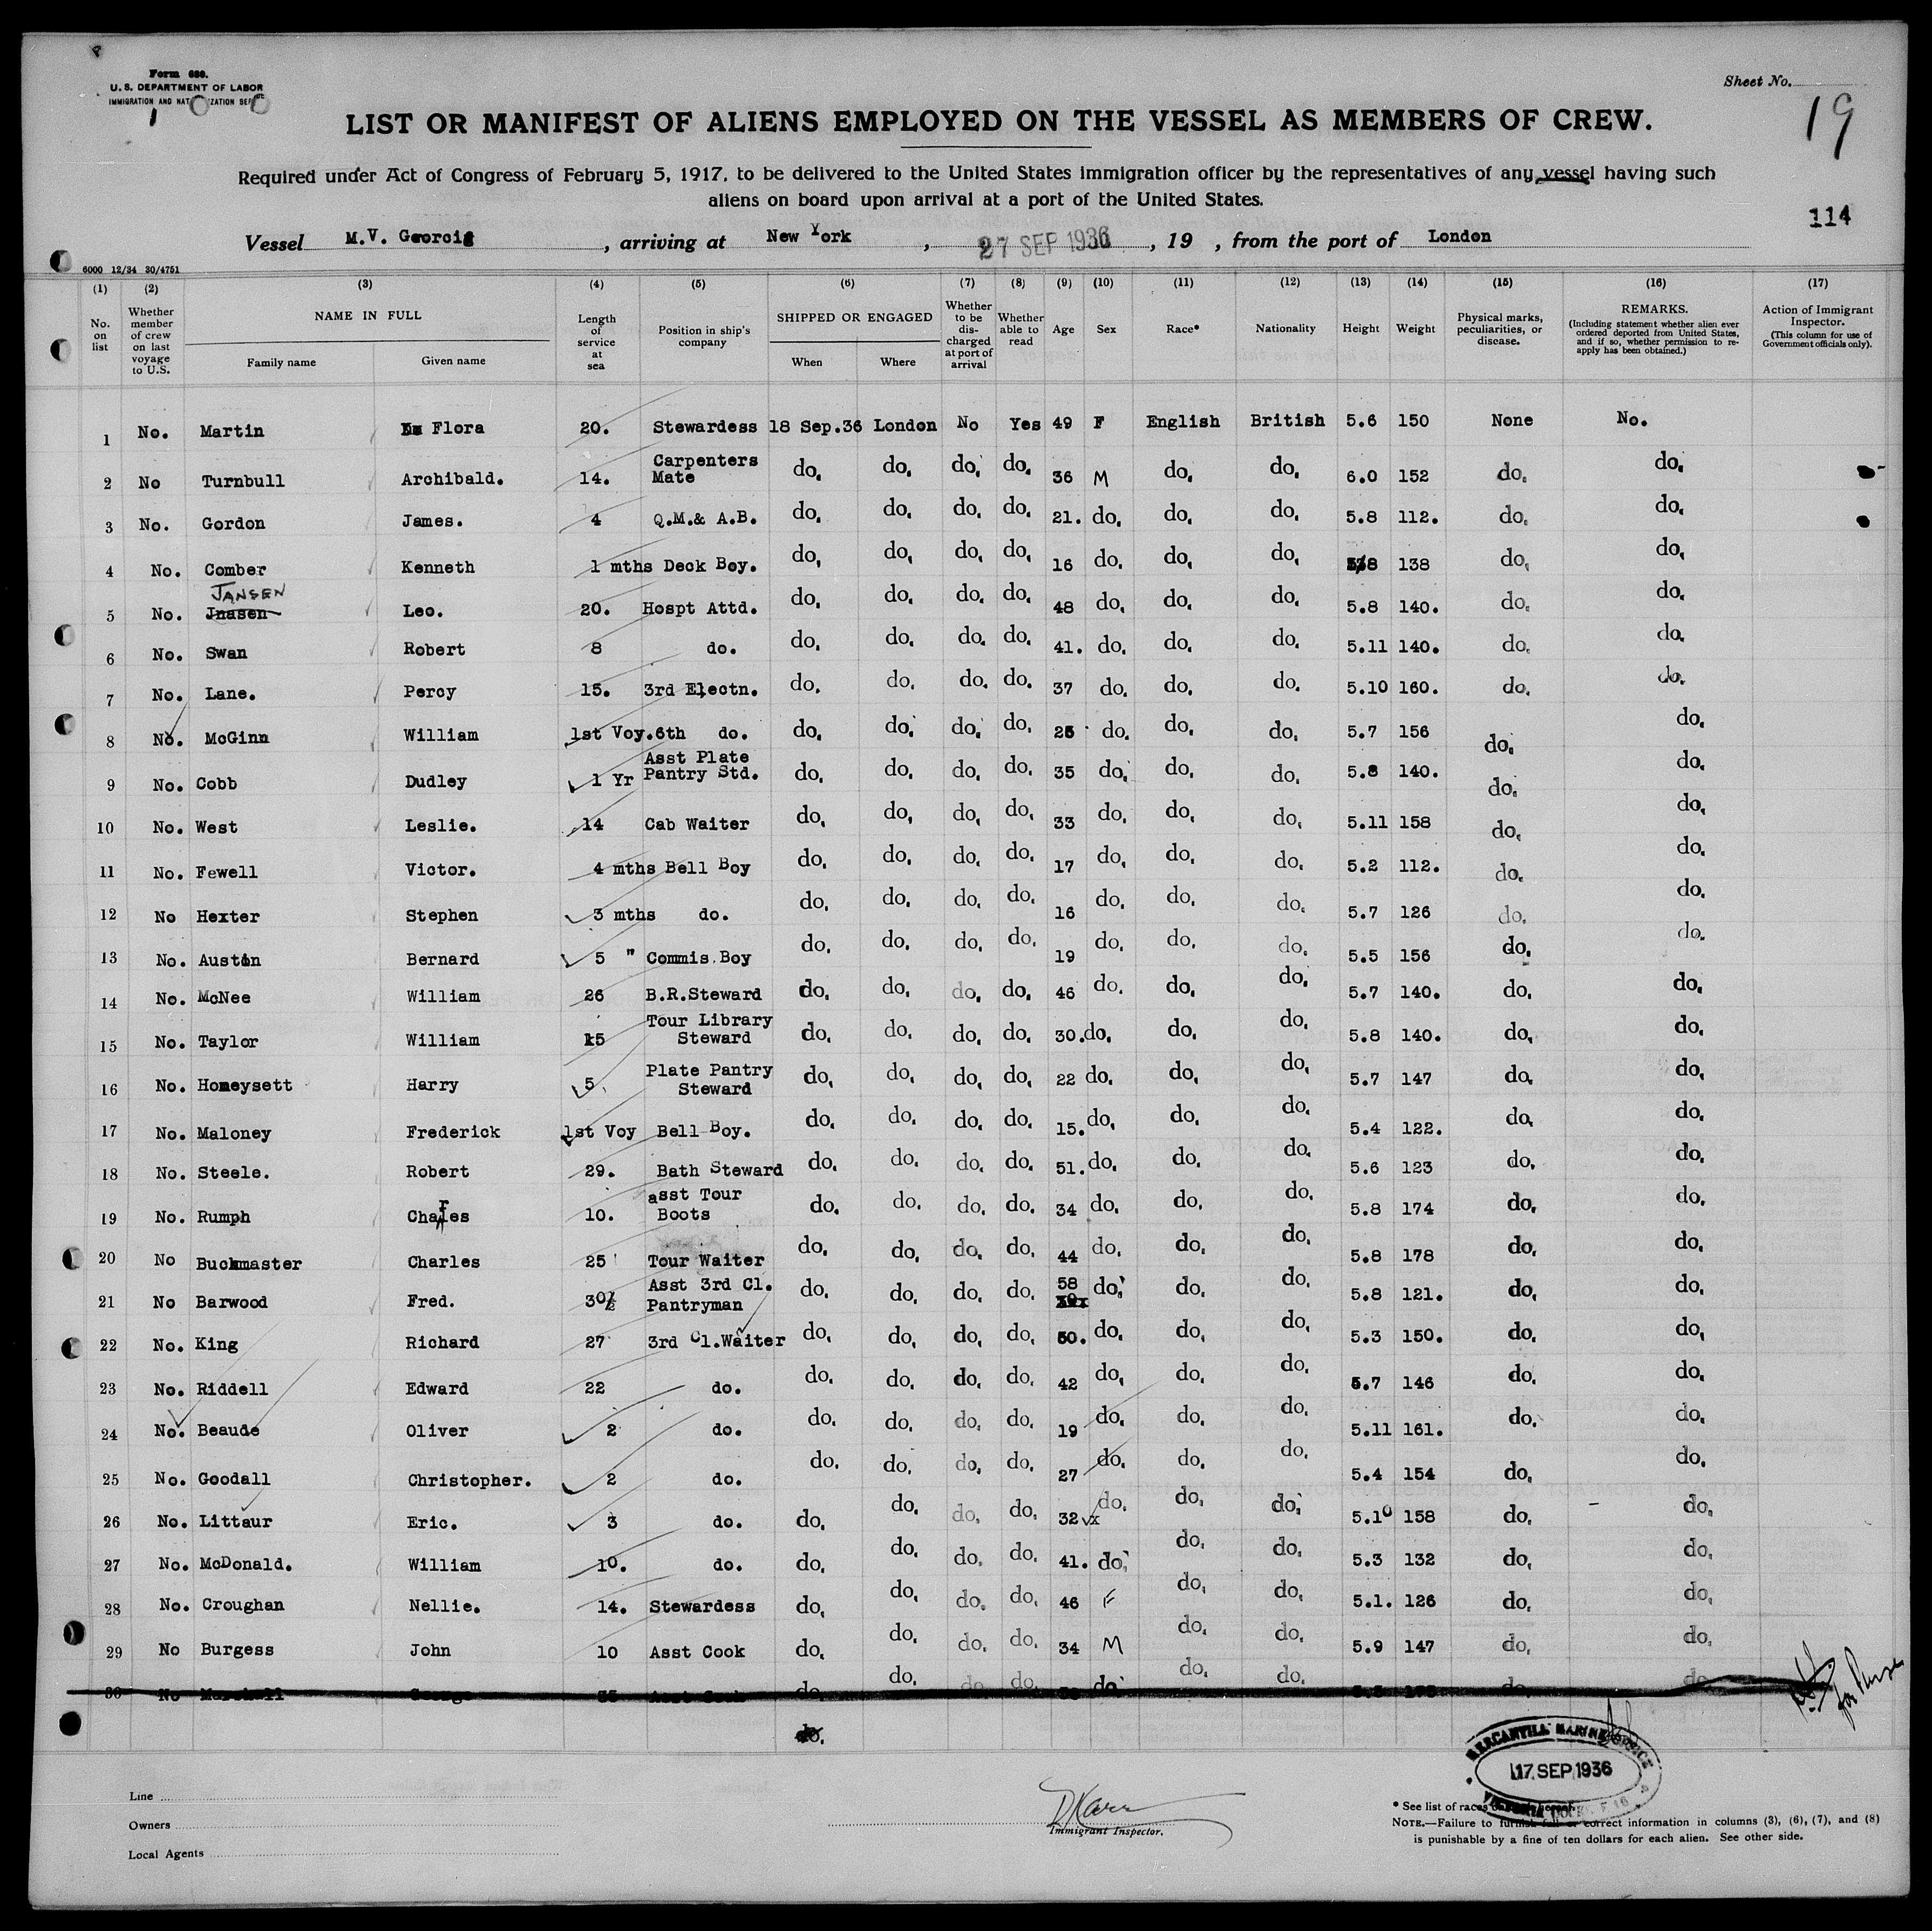 Form 680.
U. S. DEPARTMENT OF LABOR
IMMIGRATION AND NAT ZATION SER
Sheet No.
19
LIST OR MANIFEST OF ALIENS EMPLOYED ON THE VESSEL AS MEMBERS OF CREW.
Required under Act of Congress of February 5, 1917, to be delivered to the United States immigration officer by the representatives of any vessel having such
aliens on board upon arrival at a port of the United States.
114
Vessel M.V. Georgic , arriving at New York , 27 SEP 1936 , 19 , from the port of London
6000 12/34 30/4751
(1) (2) (3) (4) (5) (6) (7) (8) (9) (10) (11) (12) (13) (14) (15) (16) (17)
No. on list
Whether member of crew on last voyage to U.S.
NAME IN FULL
Family name
Given name
Length of service at sea
Position in ship's company
SHIPPED OR ENGAGED
When
Where
Whether to be dis-charged at port of arrival
Whether able to read
Age
Sex
Race*
Nationality
Height
Weight
Physical marks, peculiarities, or disease.
REMARKS.
(Including statement whether alien ever ordered deported from United States, and if so, whether permission to re-apply has been obtained.)
Action of Immigrant Inspector.
(This column for use of Government officials only).
1 No. Martin Flora 20. Stewardess 18 Sep.36 London No Yes 49 F English British 5.6 150 None No.
2 No Turnbull Archibald. 14. Carpenters Mate do. do. do. do. 36 M do. do. 6.0 152 do. do.
3 No. Gordon James. 4 Q.M.& A.B. do. do. do. do. 21. do. do. do. 5.8 112. do. do.
4 No. Comber Kenneth 1 mths Deck Boy. do. do. do. do. 16 do. do. do. 138 do. do.
JANSEN
5 No. Jnasen Leo. 20. Hospt Attd. do. do. do. do. 48 do. do. do. 5.8 140. do. do.
6 No. Swan Robert 8 do. do. do. do. do. 41. do. do. do. 5.11 140. do. do.
7 No. Lane. Percy 15. 3rd Electn. do. do. do. do. 37 do. do. do. 5.10 160. do. do.
8 No. McGinn William 1st Voy. 6th do. do. do. do. do. 25 do. do. do. 5.7 156 do. do.
9 No. Cobb Dudley 1 Yr Asst Plate Pantry Std. do. do. do. do. 35 do. do. do. 5.8 140. do. do.
10 No. West Leslie. 14 Cab Waiter do. do. do. do. 33 do. do. do. 5.11 158 do. do.
11 No. Fewell Victor. 4 mths Bell Boy do. do. do. do. 17 do. do. do. 5.2 112. do. do.
12 No Hexter Stephen 3 mths do. do. do. do. do. 16 do. do. do. 5.7 126 do. do.
13 No. Austin Bernard 5 " Commis.Boy do. do. do. do. 19 do. do. do. 5.5 156 do. do.
14 No. McNee William 26 B.R.Steward do. do. do. do. 46 do. do. do. 5.7 140. do. do.
15 No. Taylor William 15 Tour Library Steward do. do. do. do. 30. do. do. do. 5.8 140. do. do.
16 No. Honeysett Harry 5. Plate Pantry Steward do. do. do. do. 22 do. do. do. 5.7 147 do. do.
17 No. Maloney Frederick 1st Voy Bell Boy. do. do. do. do. 15. do. do. do. 5.4 122. do. do.
18 No. Steele. Robert 29. Bath Steward do. do. do. do. 51. do. do. do. 5.6 123 do. do.
19 No. Rumph Charles 10. asst Tour Boots do. do. do. do. 34 do. do. do. 5.8 174 do. do.
20 No Buckmaster Charles 25 Tour Waiter do. do. do. do. 44 do. do. do. 5.8 178 do. do.
21 No Barwood Fred. 30½ Asst 3rd Cl. Pantryman do. do. do. do. 58 do. do. do. 5.8 121. do. do.
22 No. King Richard 27 3rd Cl.Waiter do. do. do. do. 50. do. do. do. 5.3 150. do. do.
23 No. Riddell Edward 22 do. do. do. do. do. 42 do. do. do. 5.7 146 do. do.
24 No. Beaude Oliver 2 do. do. do. do. do. 19 do. do. do. 5.11 161. do. do.
25 No. Goodall Christopher. 2 do. do. do. do. do. 27 do. do. do. 5.4 154 do. do.
26 No. Littaur Eric. 3 do. do. do. do. do. 32 x do. do. do. 5.10 158 do. do.
27 No. McDonald. William 10. do. do. do. do. do. 41. do. do. do. 5.3 132 do. do.
28 No. Croughan Nellie. 14. Stewardess do. do. do. do. 46 F do. do. 5.1. 126 do. do.
29 No Burgess John 10 Asst Cook do. do. do. do. 34 M do. do. 5.9 147 do. do.
30 No Marshall George Asst Cook do. do. do. do. do. do. do. do. do.
do.
MERCANTILE MARINE OFFICE
17 SEP 1936
Line
Owners
Local Agents
Immigrant Inspector.
* See list of races
NOTE.—Failure to furnish full or correct information in columns (3), (6), (7), and (8)
is punishable by a fine of ten dollars for each alien. See other side.